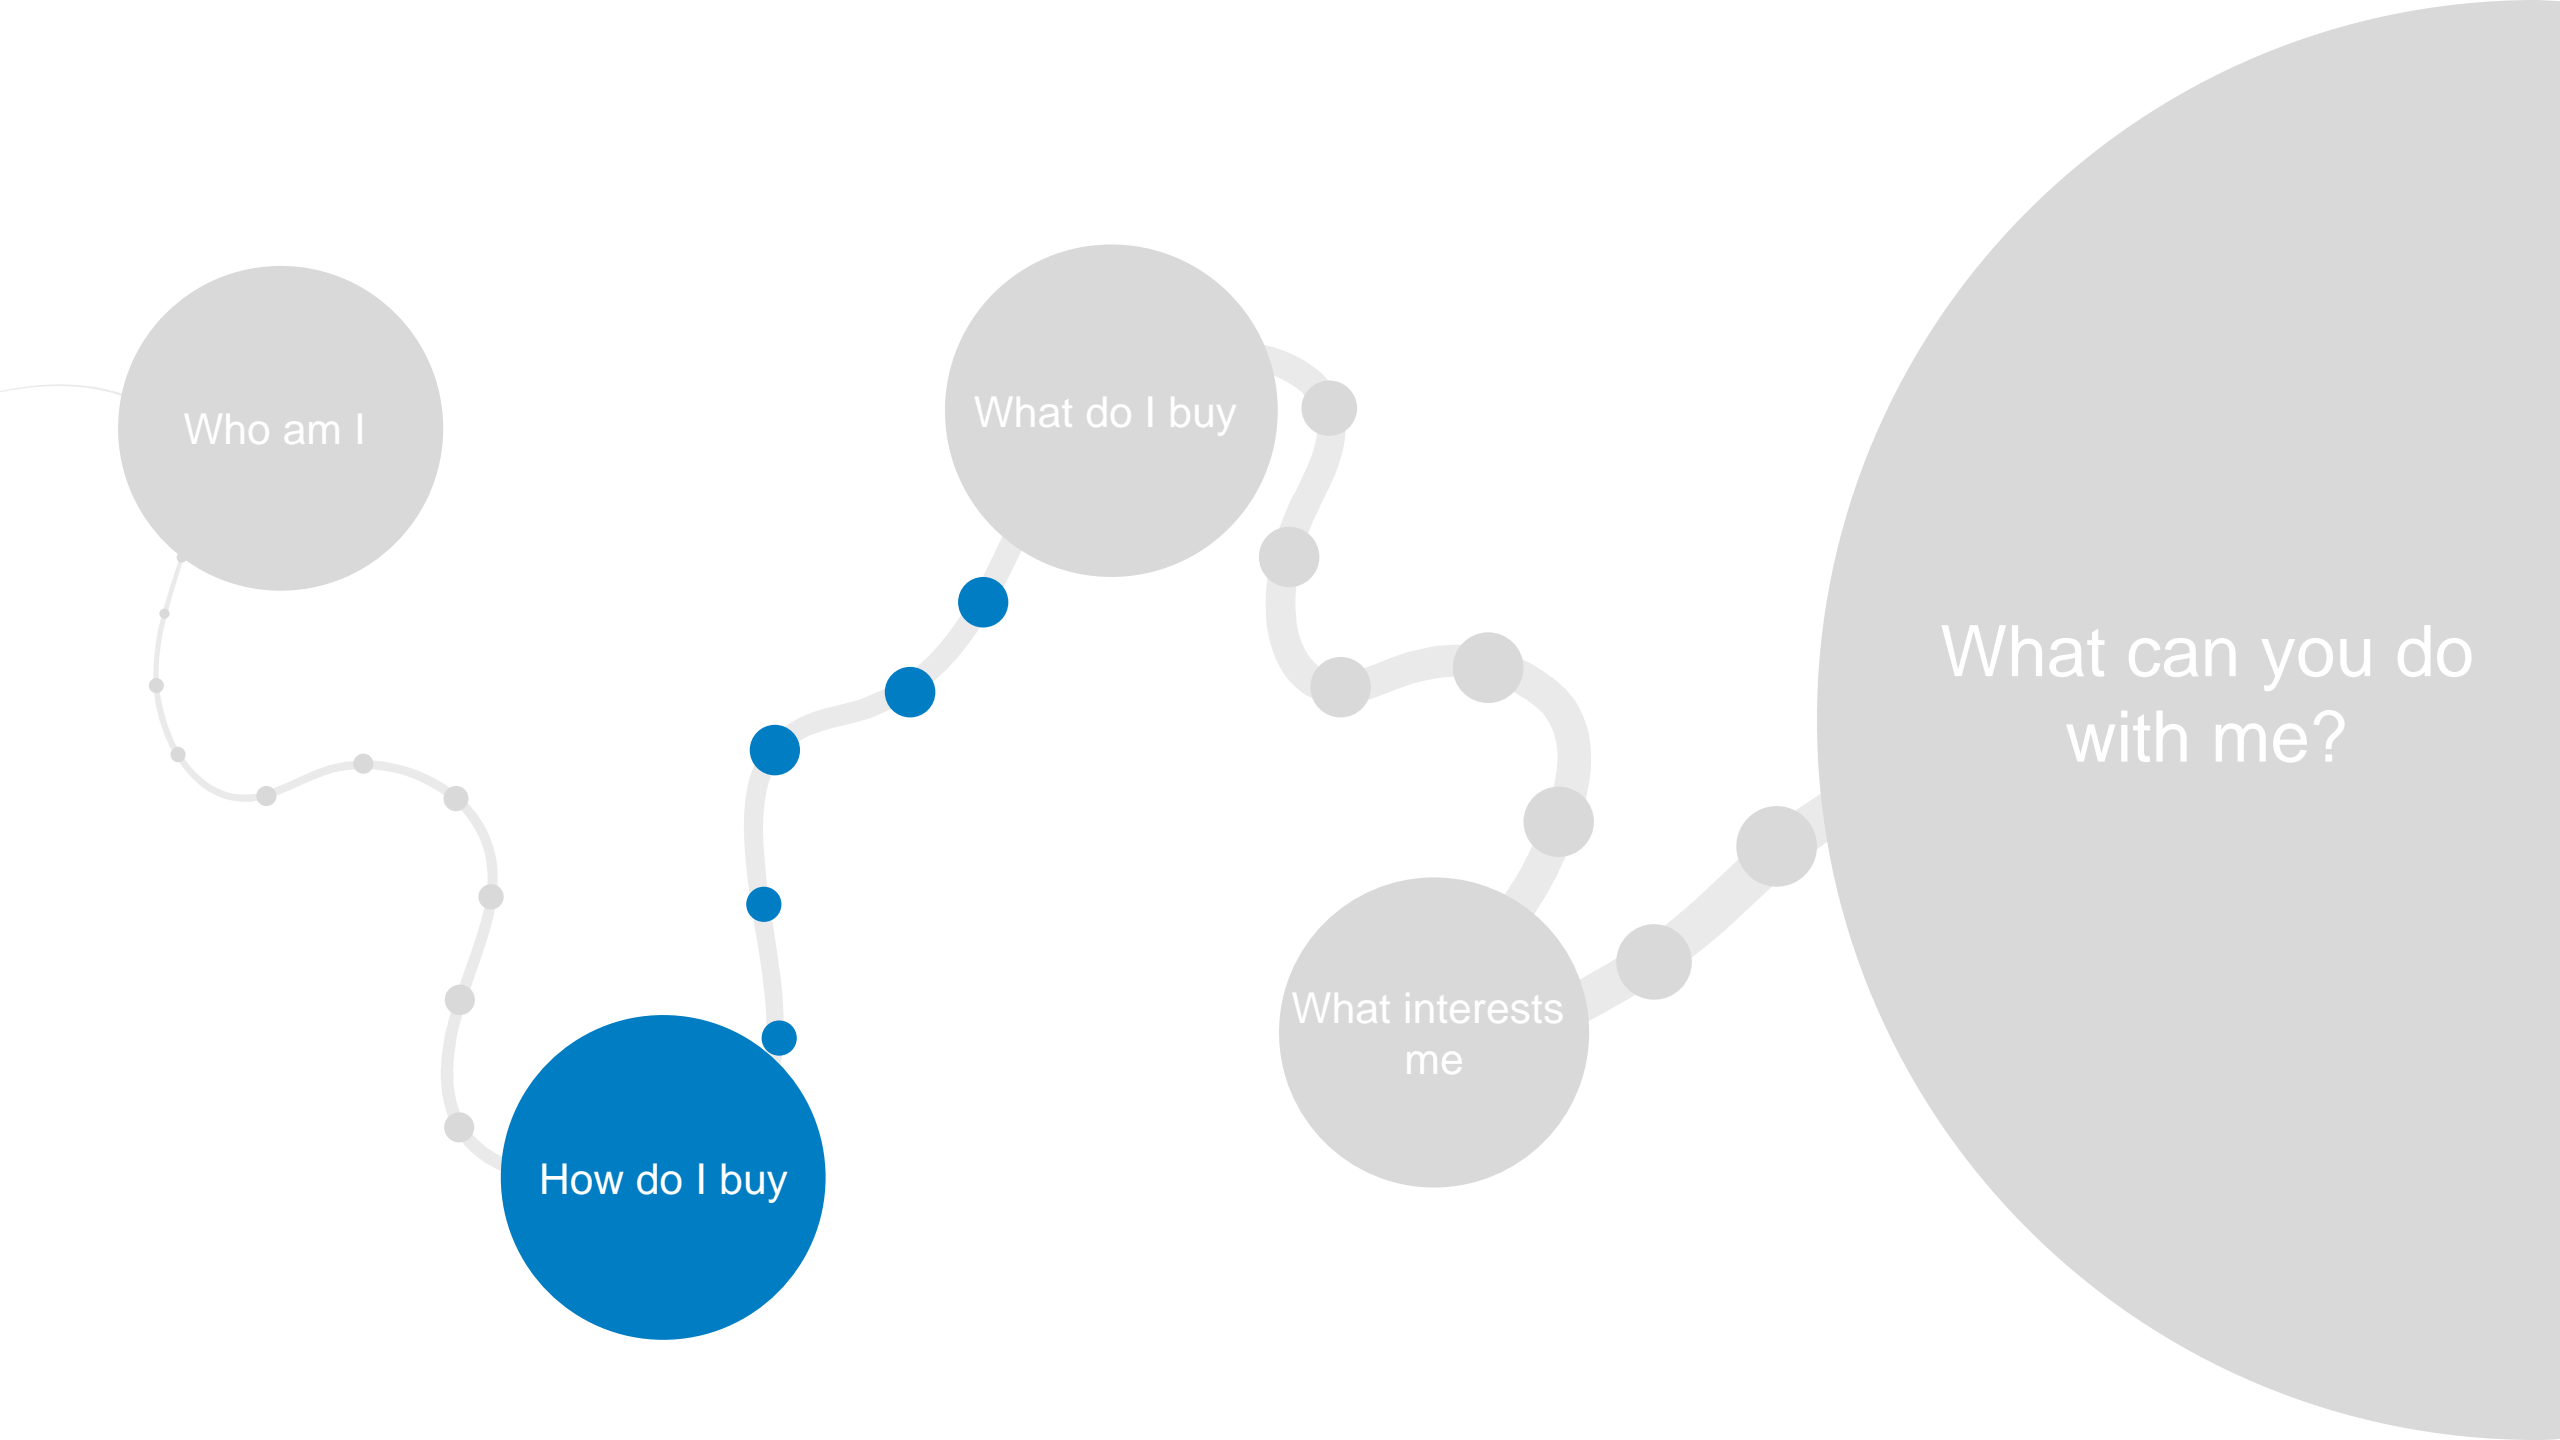 Who am I
How do I buy
What do I buy
What interests
me
What can you do
with me?